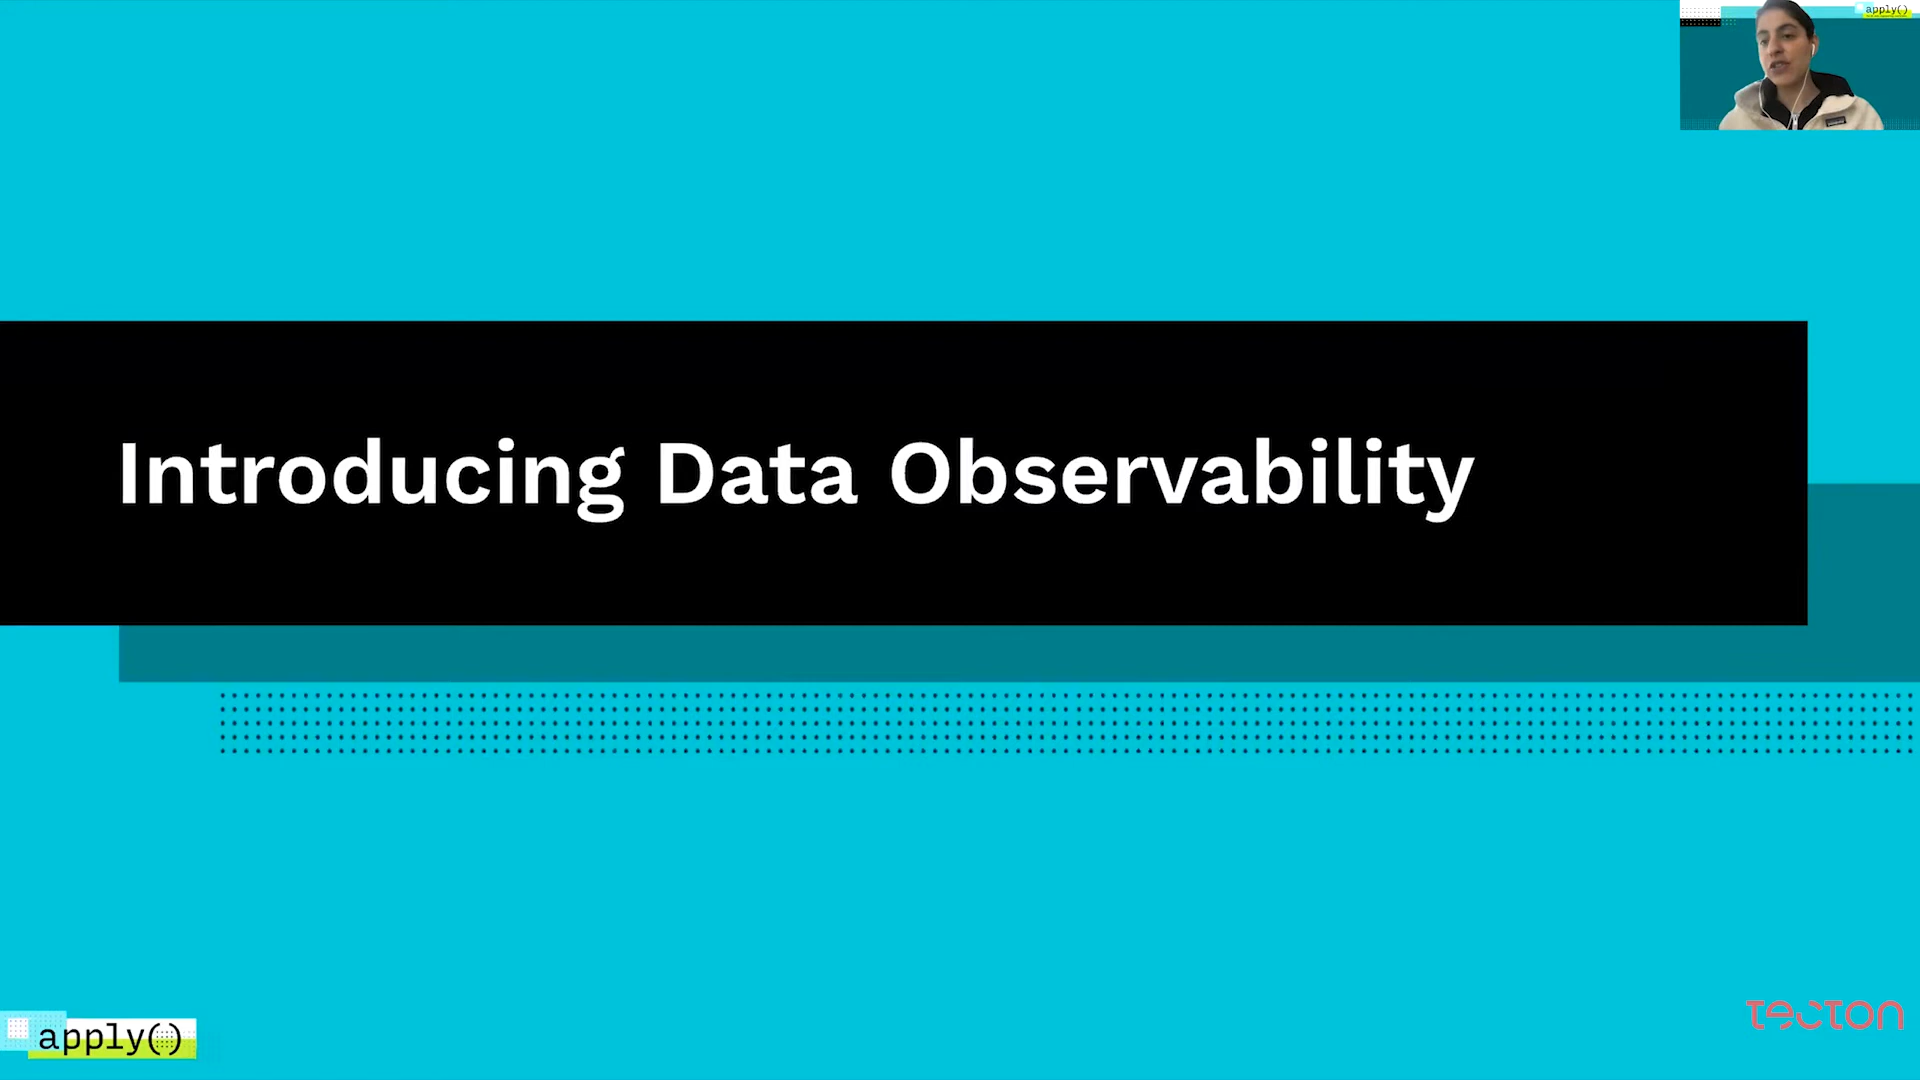 apply()
Introducing Data Observability
tecton
apply()